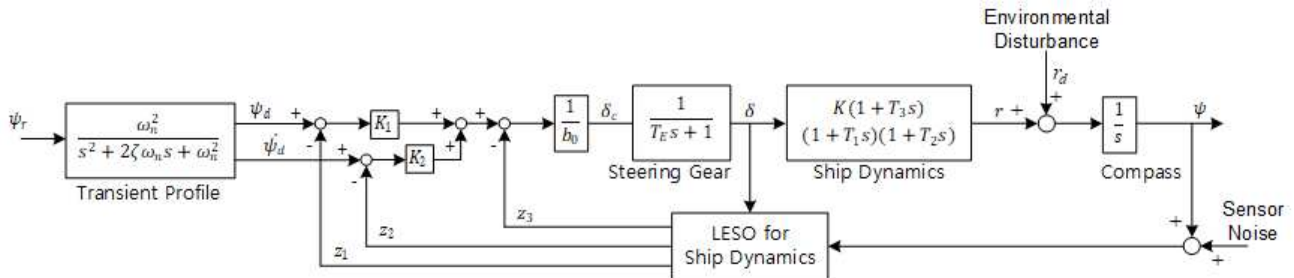 Environmental
Disturbance
r_d
+
ψ_r
ω_n^2
s^2 + 2ζω_n s + ω_n^2
Transient Profile
ψ_d
ψ̇_d
+
-
K_1
+
-
K_2
+
+
+
-
1
b_0
δ_c
1
T_E s + 1
Steering Gear
δ
K(1 + T_3 s)
(1 + T_1 s)(1 + T_2 s)
Ship Dynamics
r +
1
s
Compass
ψ
z_3
z_2
z_1
LESO for
Ship Dynamics
+
+
Sensor
Noise